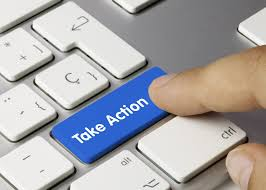 Ç
Take Action
ctrl